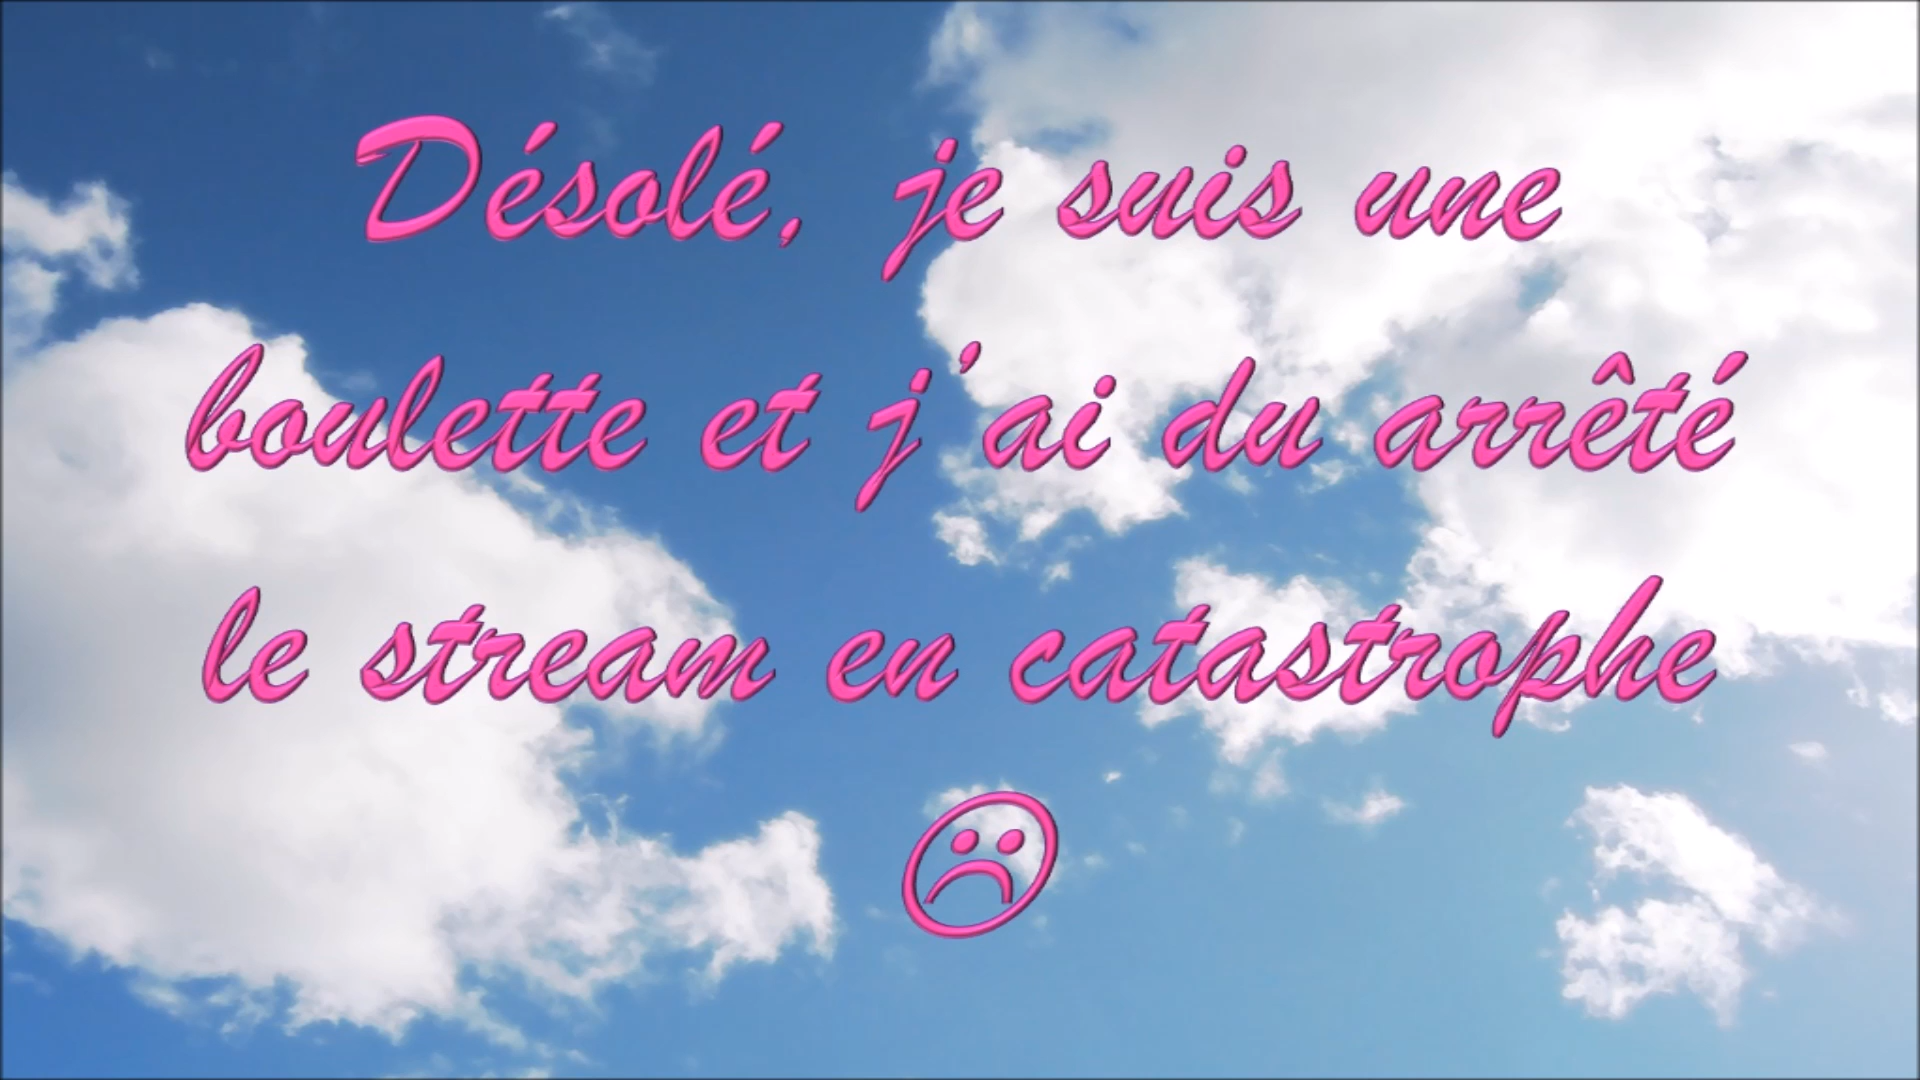 Désolé, je suis une
boulette et j'ai du arrêté
le stream en catastrophe
☹